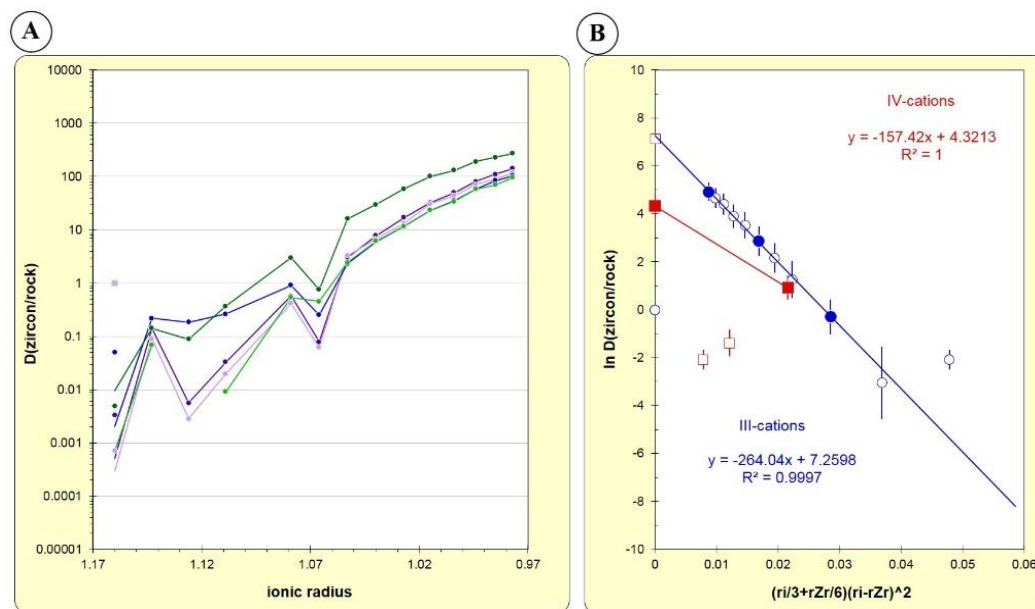 A
10000
1000
100
10
1
0.1
0.01
0.001
0.0001
0.00001
D(zircon/rock)
1.17
1.12
1.07
1.02
0.97
ionic radius
B
10
8
6
4
2
0
-2
-4
-6
-8
-10
ln D(zircon/rock)
IV-cations
y = -157.42x + 4.3213
R² = 1
III-cations
y = -264.04x + 7.2598
R² = 0.9997
0
0.01
0.02
0.03
0.04
0.05
0.06
(ri/3+rZr/6)(ri-rZr)^2